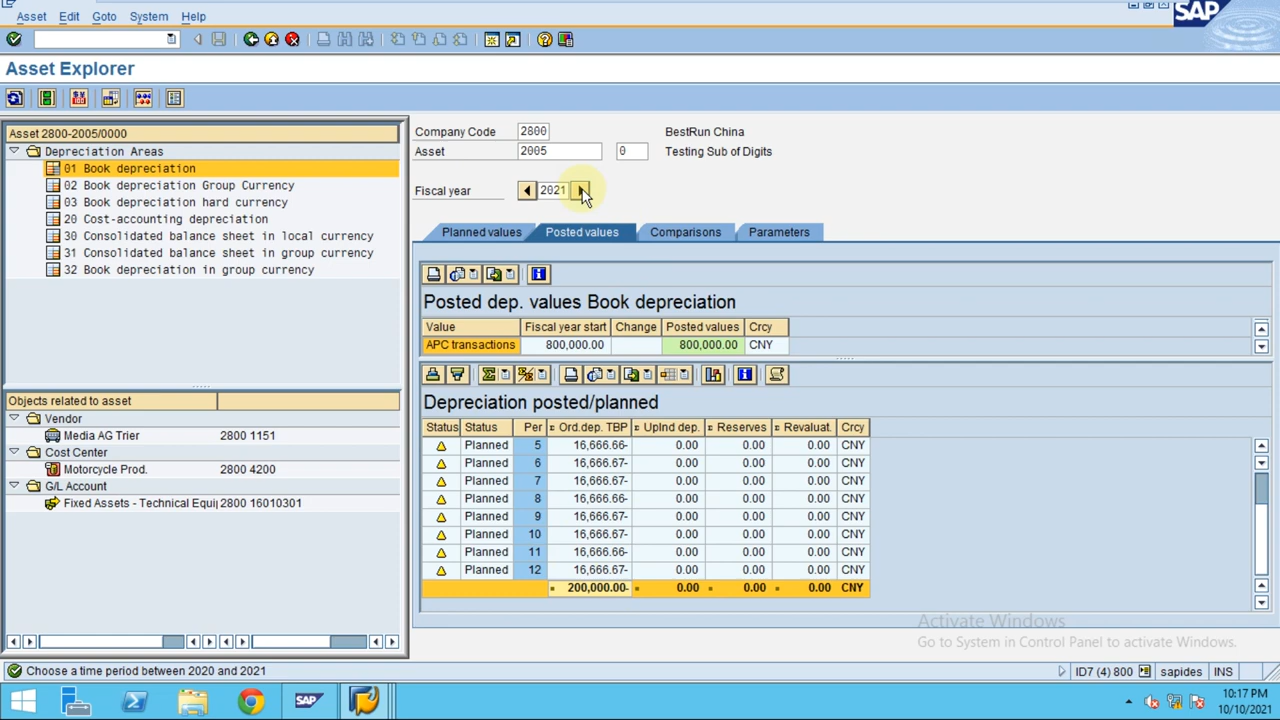 Asset Edit Goto System Help
SAP
Asset Explorer
Asset 2800-2005/0000
Depreciation Areas
01 Book depreciation
02 Book depreciation Group Currency
03 Book depreciation hard currency
20 Cost-accounting depreciation
30 Consolidated balance sheet in local currency
31 Consolidated balance sheet in group currency
32 Book depreciation in group currency
Objects related to asset
Vendor
Media AG Trier 2800 1151
Cost Center
Motorcycle Prod. 2800 4200
G/L Account
Fixed Assets - Technical Equip 2800 16010301
Company Code 2800 BestRun China
Asset 2005 0 Testing Sub of Digits
Fiscal year 2021
Planned values Posted values Comparisons Parameters
Posted dep. values Book depreciation
Value Fiscal year start Change Posted values Crcy
APC transactions 800,000.00 800,000.00 CNY
Depreciation posted/planned
Status Status Per Ord.dep. TBP Uplnd dep. Reserves Revaluat. Crcy
Planned 5 16,666.66- 0.00 0.00 0.00 CNY
Planned 6 16,666.67- 0.00 0.00 0.00 CNY
Planned 7 16,666.67- 0.00 0.00 0.00 CNY
Planned 8 16,666.66- 0.00 0.00 0.00 CNY
Planned 9 16,666.67- 0.00 0.00 0.00 CNY
Planned 10 16,666.67- 0.00 0.00 0.00 CNY
Planned 11 16,666.66- 0.00 0.00 0.00 CNY
Planned 12 16,666.67- 0.00 0.00 0.00 CNY
200,000.00- 0.00 0.00 0.00 CNY
Activate Windows
Go to System in Control Panel to activate Windows.
Choose a time period between 2020 and 2021
ID7 (4) 800 sapides INS
SAP
10:17 PM
10/10/2021